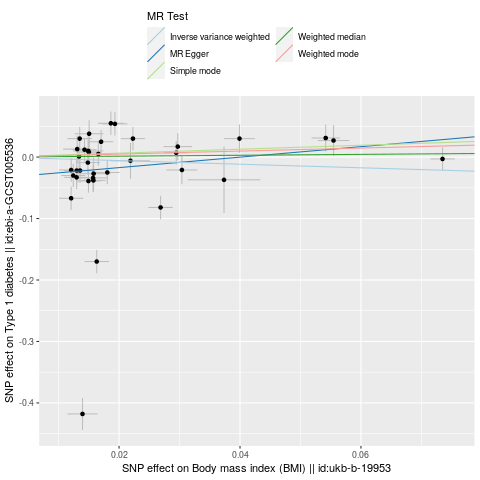 MR Test
Inverse variance weighted
Weighted median
MR Egger
Weighted mode
Simple mode
SNP effect on Type 1 diabetes || id:ebi-a-GCST005536
0.0
-0.1
-0.2
-0.3
-0.4
0.02
0.04
0.06
SNP effect on Body mass index (BMI) || id:ukb-b-19953